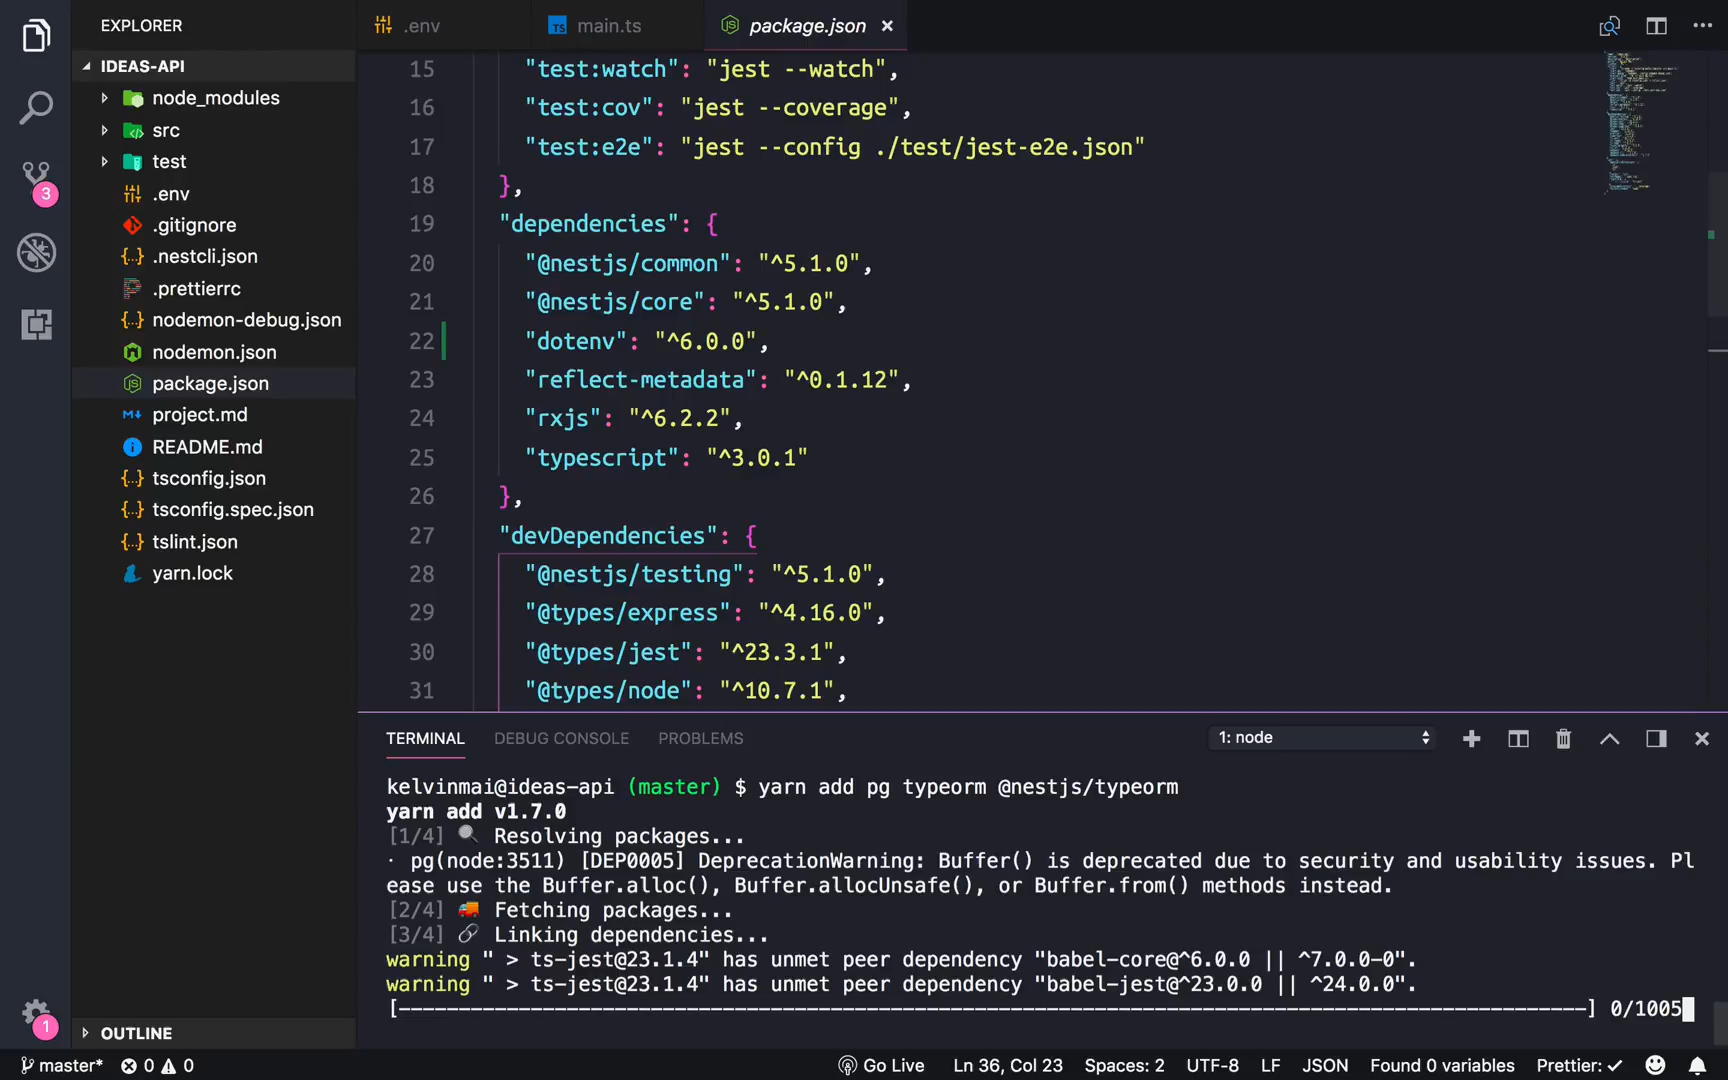 EXPLORER
.env
main.ts
package.json
IDEAS-API
node_modules
src
test
.env
.gitignore
.nestcli.json
.prettierrc
nodemon-debug.json
nodemon.json
package.json
project.md
README.md
tsconfig.json
tsconfig.spec.json
tslint.json
yarn.lock
OUTLINE
3
1
15 "test:watch": "jest --watch",
16 "test:cov": "jest --coverage",
17 "test:e2e": "jest --config ./test/jest-e2e.json"
18 },
19 "dependencies": {
20 "@nestjs/common": "^5.1.0",
21 "@nestjs/core": "^5.1.0",
22 "dotenv": "^6.0.0",
23 "reflect-metadata": "^0.1.12",
24 "rxjs": "^6.2.2",
25 "typescript": "^3.0.1"
26 },
27 "devDependencies": {
28 "@nestjs/testing": "^5.1.0",
29 "@types/express": "^4.16.0",
30 "@types/jest": "^23.3.1",
31 "@types/node": "^10.7.1",
TERMINAL DEBUG CONSOLE PROBLEMS 1: node
kelvinmai@ideas-api (master) $ yarn add pg typeorm @nestjs/typeorm
yarn add v1.7.0
[1/4] 🔍 Resolving packages...
· pg(node:3511) [DEP0005] DeprecationWarning: Buffer() is deprecated due to security and usability issues. Pl
ease use the Buffer.alloc(), Buffer.allocUnsafe(), or Buffer.from() methods instead.
[2/4] 🚚 Fetching packages...
[3/4] 🔗 Linking dependencies...
warning " > ts-jest@23.1.4" has unmet peer dependency "babel-core@^6.0.0 || ^7.0.0-0".
warning " > ts-jest@23.1.4" has unmet peer dependency "babel-jest@^23.0.0 || ^24.0.0".
[---------------------------------------------------------------------------------------------------] 0/1005
master* 0 0 Go Live Ln 36, Col 23 Spaces: 2 UTF-8 LF JSON Found 0 variables Prettier: ✓